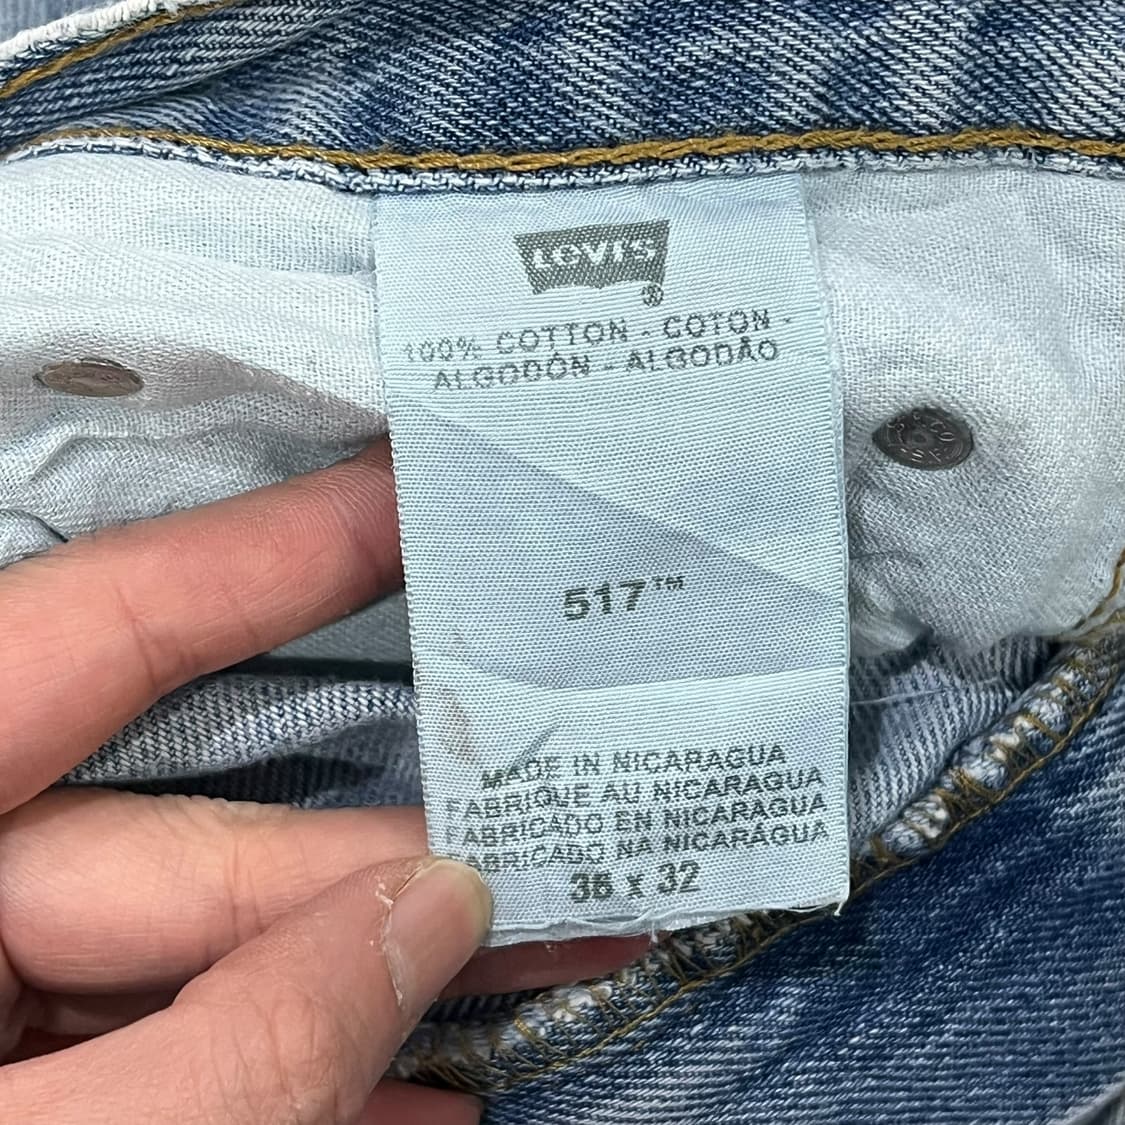 LEVI'S
®
100% COTTON - COTON -
ALGODÓN - ALGODÃO
517™
MADE IN NICARAGUA
FABRIQUE AU NICARAGUA
FABRICADO EN NICARAGUA
FABRICADO NA NICARÁGUA
36 x 32